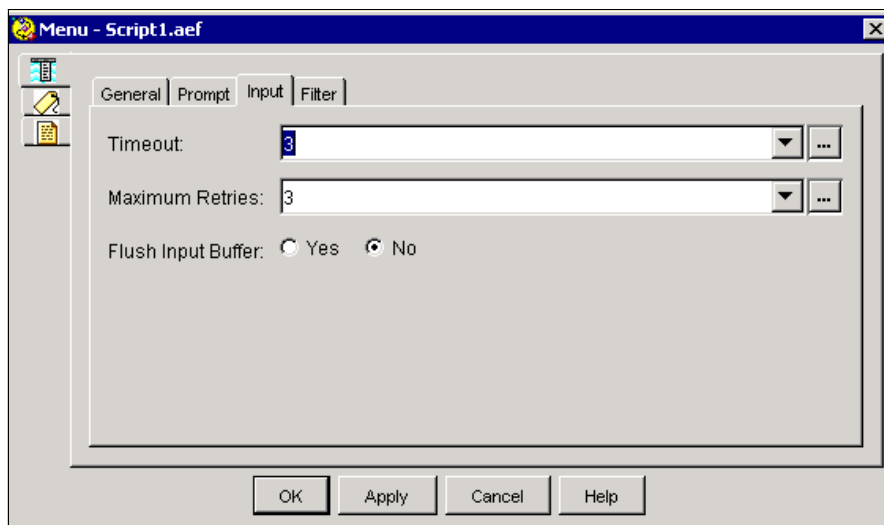 Menu - Script1.aef
General Prompt Input Filter
Timeout: 3 ...
Maximum Retries: 3 ...
Flush Input Buffer: Yes No
OK Apply Cancel Help